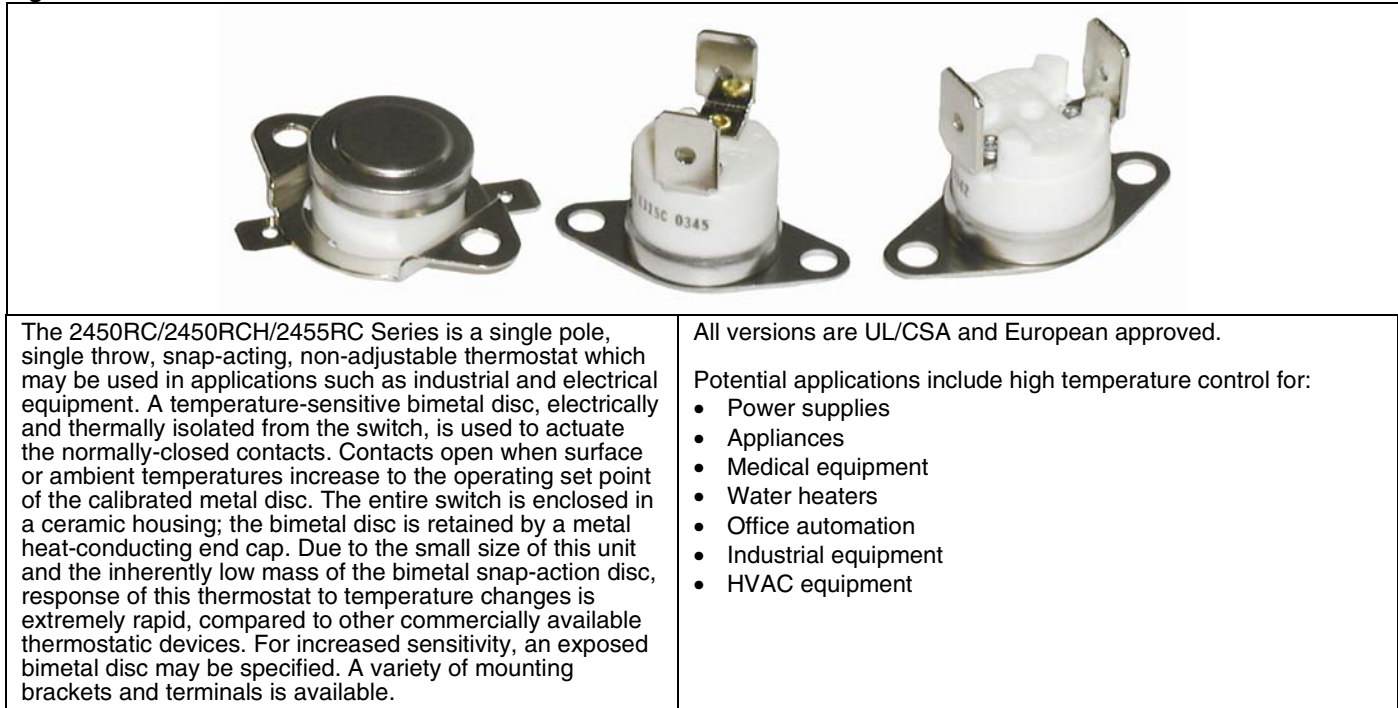 L115C 0345
The 2450RC/2450RCH/2455RC Series is a single pole,
single throw, snap-acting, non-adjustable thermostat which
may be used in applications such as industrial and electrical
equipment. A temperature-sensitive bimetal disc, electrically
and thermally isolated from the switch, is used to actuate
the normally-closed contacts. Contacts open when surface
or ambient temperatures increase to the operating set point
of the calibrated metal disc. The entire switch is enclosed in
a ceramic housing; the bimetal disc is retained by a metal
heat-conducting end cap. Due to the small size of this unit
and the inherently low mass of the bimetal snap-action disc,
response of this thermostat to temperature changes is
extremely rapid, compared to other commercially available
thermostatic devices. For increased sensitivity, an exposed
bimetal disc may be specified. A variety of mounting
brackets and terminals is available.
All versions are UL/CSA and European approved.
Potential applications include high temperature control for:
• Power supplies
• Appliances
• Medical equipment
• Water heaters
• Office automation
• Industrial equipment
• HVAC equipment